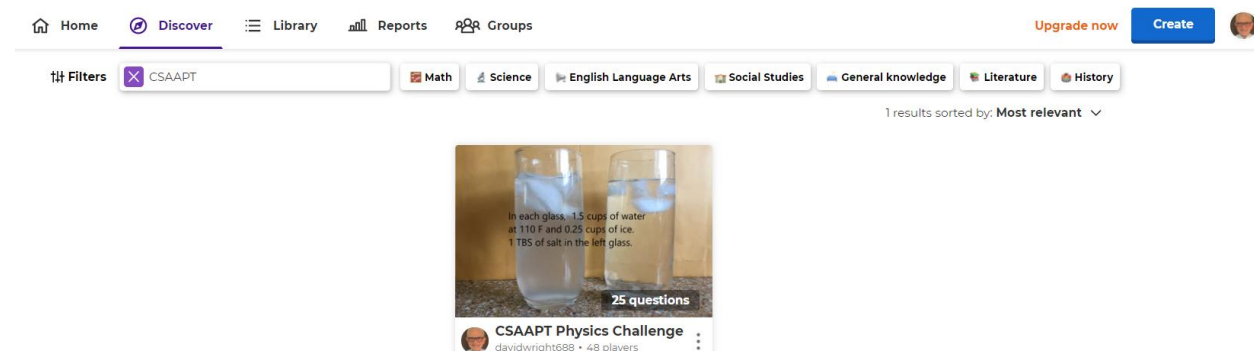 Home Discover Library Reports Groups Upgrade now Create
Filters CSAAPT Math Science English Language Arts Social Studies General knowledge Literature History
1 results sorted by: Most relevant
In each glass, 1.5 cups of water
at 110 F and 0.25 cups of ice.
1 TBS of salt in the left glass.
25 questions
CSAAPT Physics Challenge
davidwright688 • 48 players